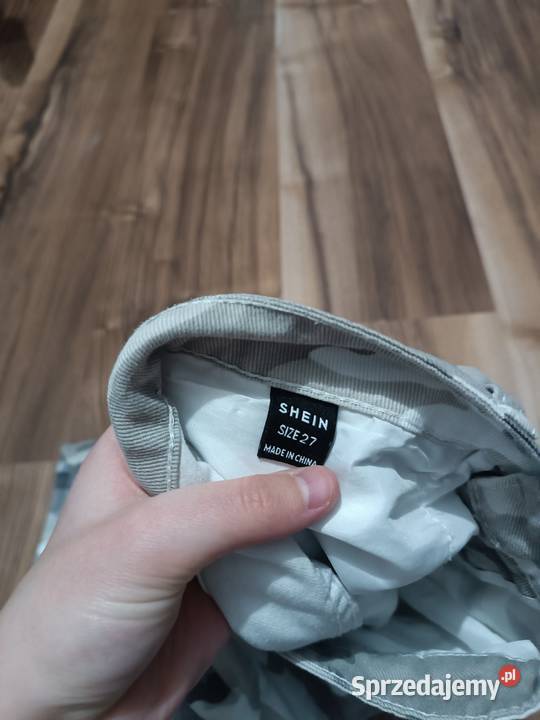 SHEIN
SIZE 27
MADE IN CHINA
Sprzedajemy.pl